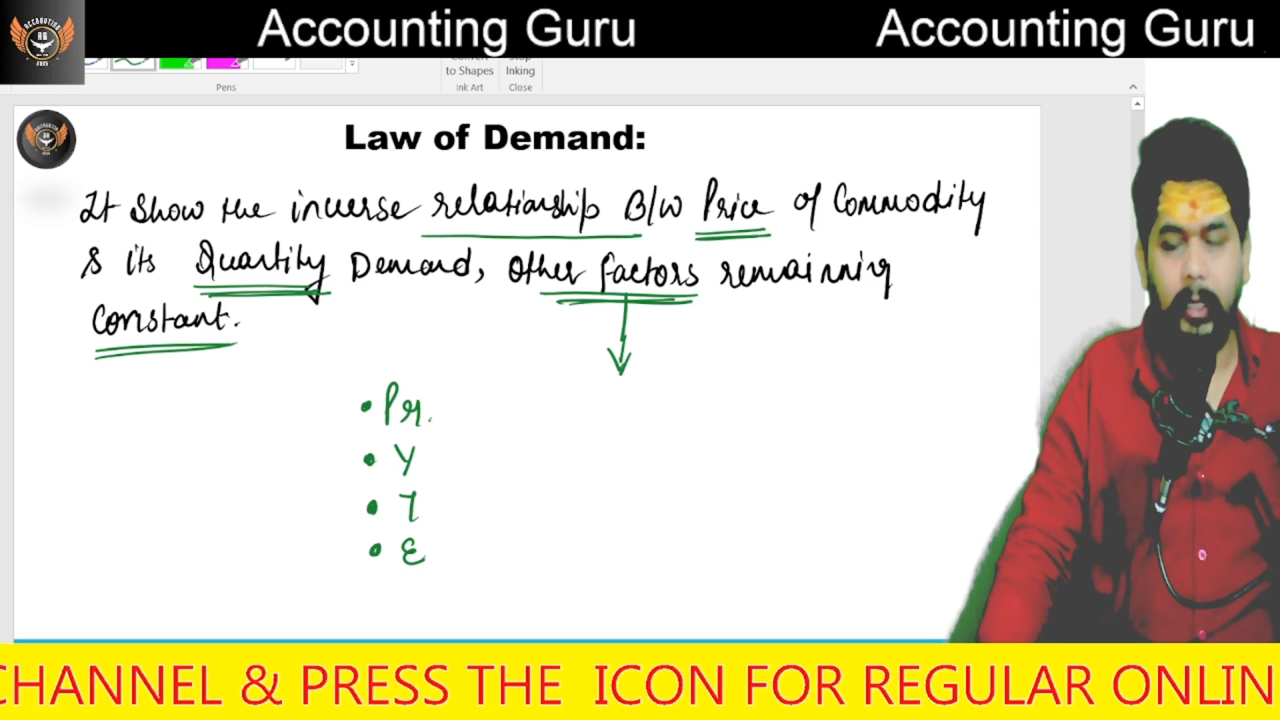 Accounting Guru
Accounting Guru
to Shapes
Inking
Pens
Ink Art
Close
Law of Demand:
It show the inverse relationship B/w Price of Commodity
& its Quantity Demand, other factors remaining
constant.
• Pr.
• Y
• T
• E
CHANNEL & PRESS THE ICON FOR REGULAR ONLIN